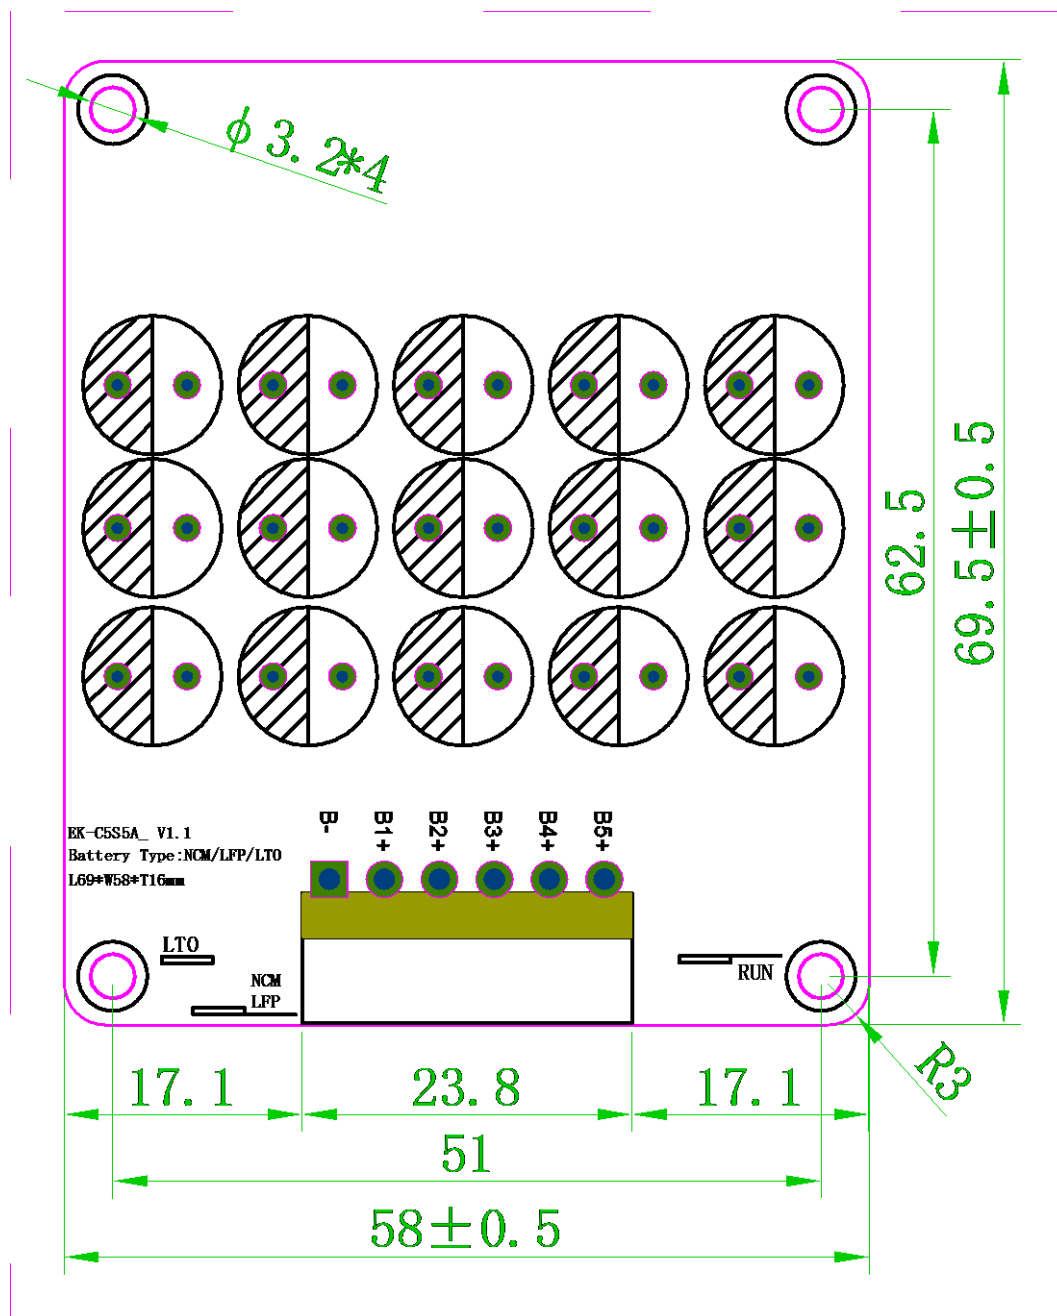 ϕ3.2*4
62.5
69.5±0.5
B-
B1+
B2+
B3+
B4+
B5+
EK-C5S5A_ V1.1
Battery Type:NCM/LFP/LTO
L69*W58*T16mm
LTO
NCM
LFP
RUN
R3
17.1
23.8
17.1
51
58±0.5